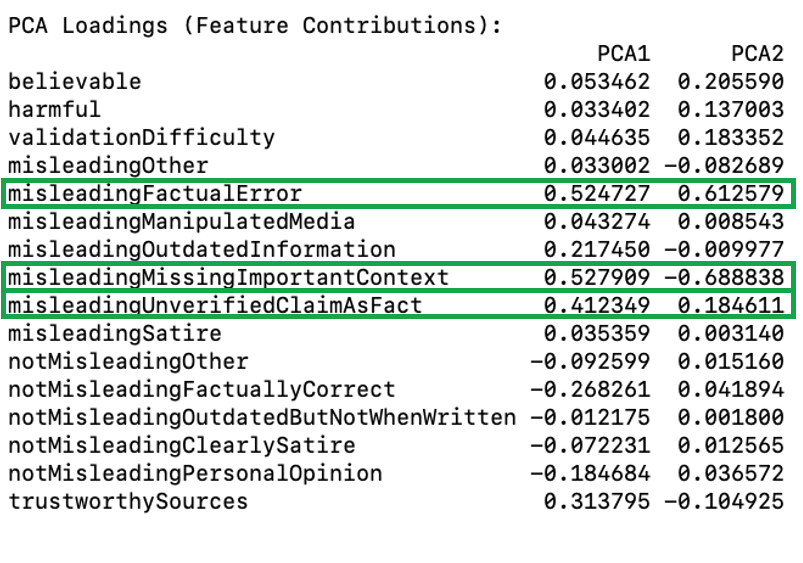 PCA Loadings (Feature Contributions):
PCA1 PCA2
believable 0.053462 0.205590
harmful 0.033402 0.137003
validationDifficulty 0.044635 0.183352
misleadingOther 0.033002 -0.082689
misleadingFactualError 0.524727 0.612579
misleadingManipulatedMedia 0.043274 0.008543
misleadingOutdatedInformation 0.217450 -0.009977
misleadingMissingImportantContext 0.527909 -0.688838
misleadingUnverifiedClaimAsFact 0.412349 0.184611
misleadingSatire 0.035359 0.003140
notMisleadingOther -0.092599 0.015160
notMisleadingFactuallyCorrect -0.268261 0.041894
notMisleadingOutdatedButNotWhenWritten -0.012175 0.001800
notMisleadingClearlySatire -0.072231 0.012565
notMisleadingPersonalOpinion -0.184684 0.036572
trustworthySources 0.313795 -0.104925